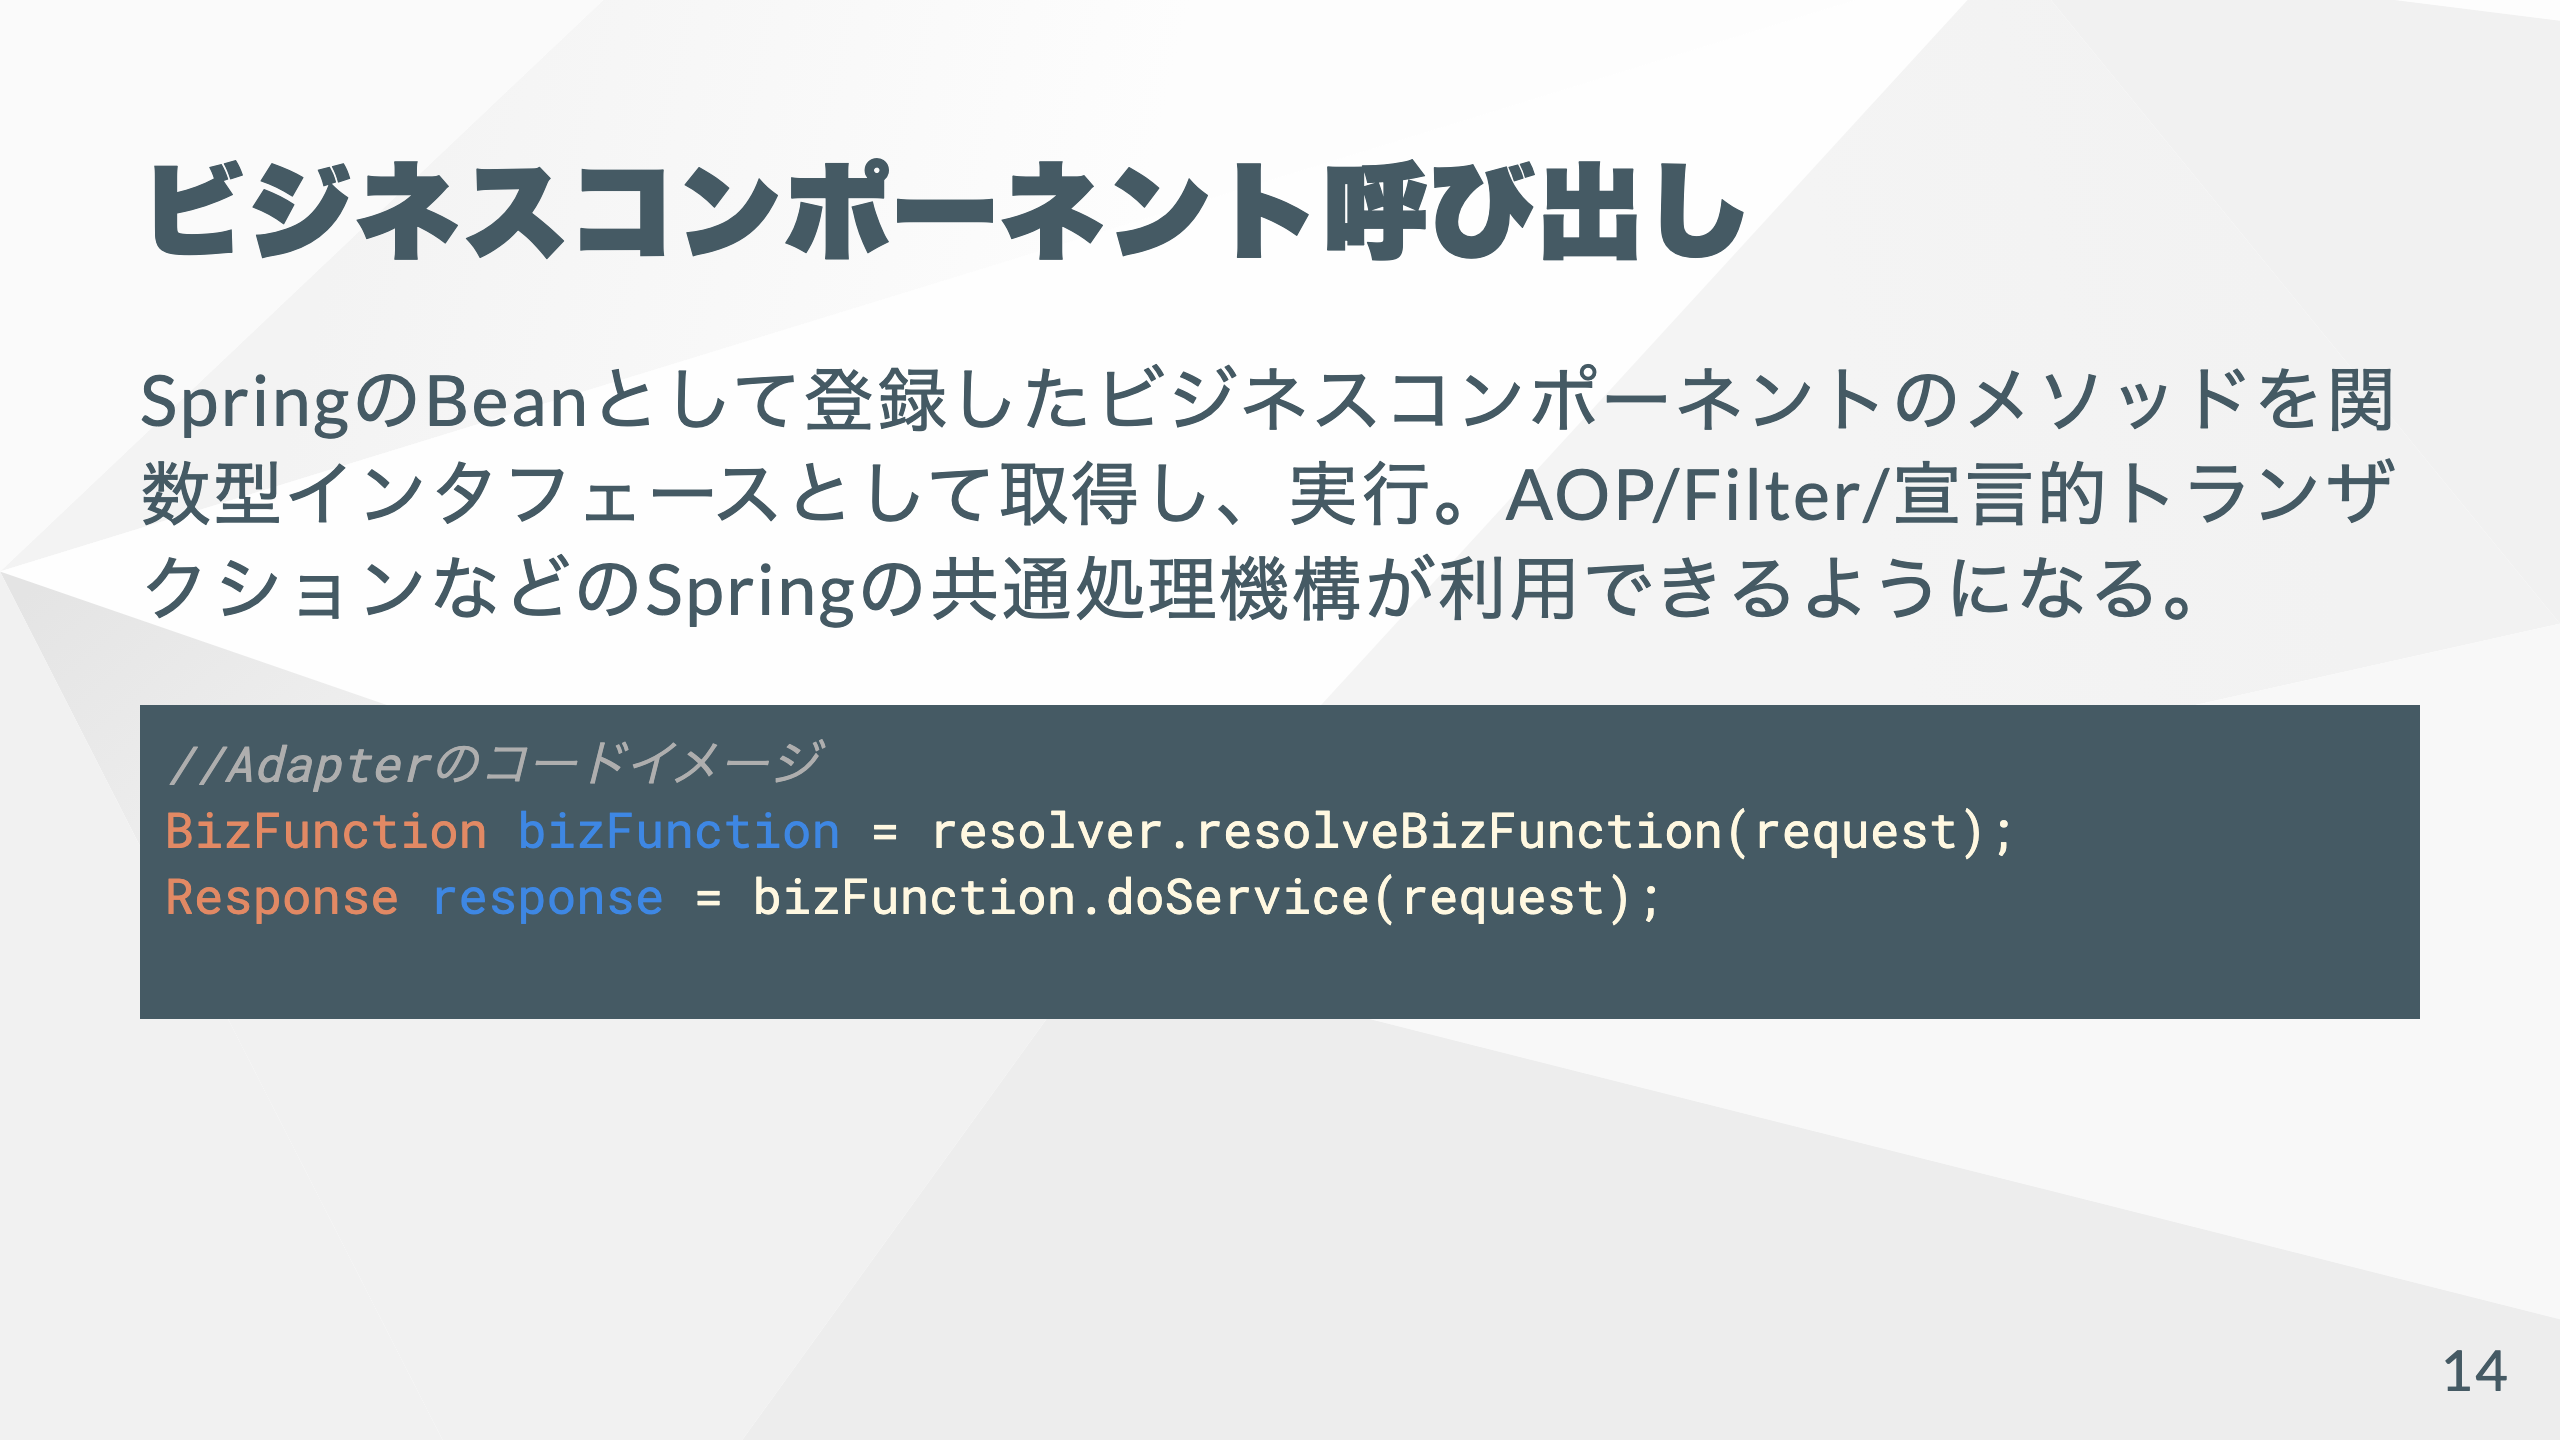 ビジネスコンポーネント呼び出し
SpringのBeanとして登録したビジネスコンポーネントのメソッドを関
数型インタフェースとして取得し、実行。AOP/Filter/宣言的トランザ
クションなどのSpringの共通処理機構が利用できるようになる。
//Adapterのコードイメージ
BizFunction bizFunction = resolver.resolveBizFunction(request);
Response response = bizFunction.doService(request);
14